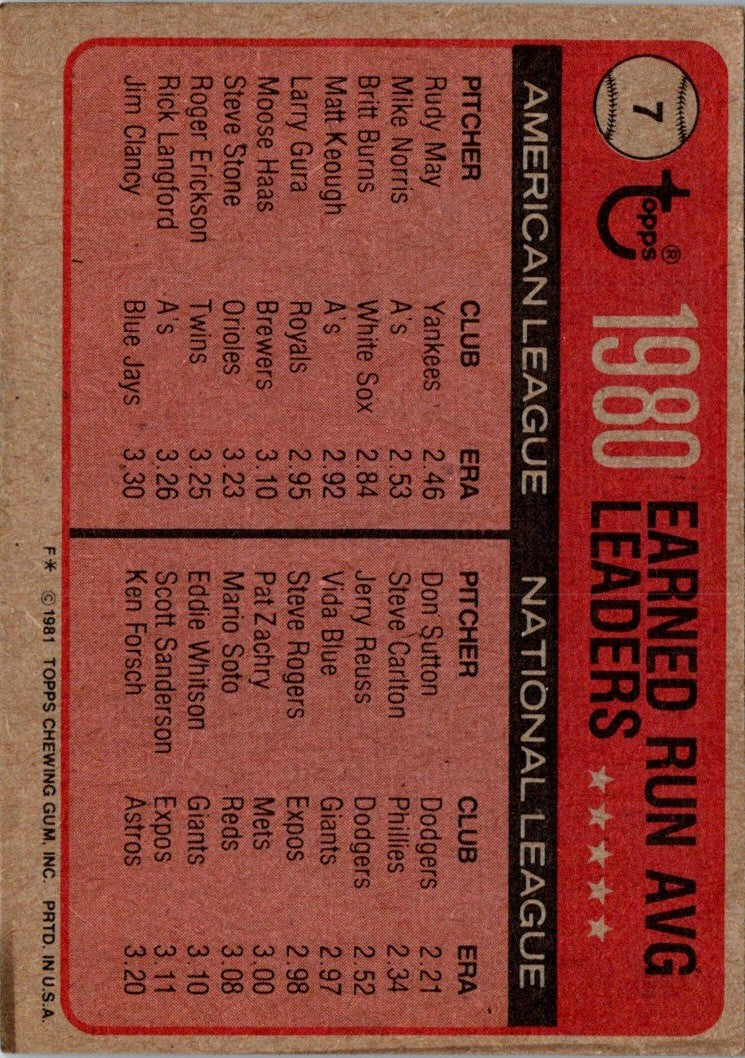 7 Topps® 1980 EARNED RUN AVG
LEADERS
AMERICAN LEAGUE
PITCHER CLUB ERA
Rudy May Yankees 2.46
Mike Norris A's 2.53
Britt Burns White Sox 2.84
Matt Keough A's 2.92
Larry Gura Royals 2.95
Moose Haas Brewers 3.10
Steve Stone Orioles 3.23
Roger Erickson Twins 3.25
Rick Langford A's 3.26
Jim Clancy Blue Jays 3.30
NATIONAL LEAGUE
PITCHER CLUB ERA
Don Sutton Dodgers 2.21
Steve Carlton Phillies 2.34
Jerry Reuss Dodgers 2.52
Vida Blue Giants 2.97
Steve Rogers Expos 2.98
Pat Zachry Mets 3.00
Mario Soto Reds 3.08
Eddie Whitson Giants 3.10
Scott Sanderson Expos 3.11
Ken Forsch Astros 3.20
F* ©1981 TOPPS CHEWING GUM, INC. PRTD. IN U.S.A.